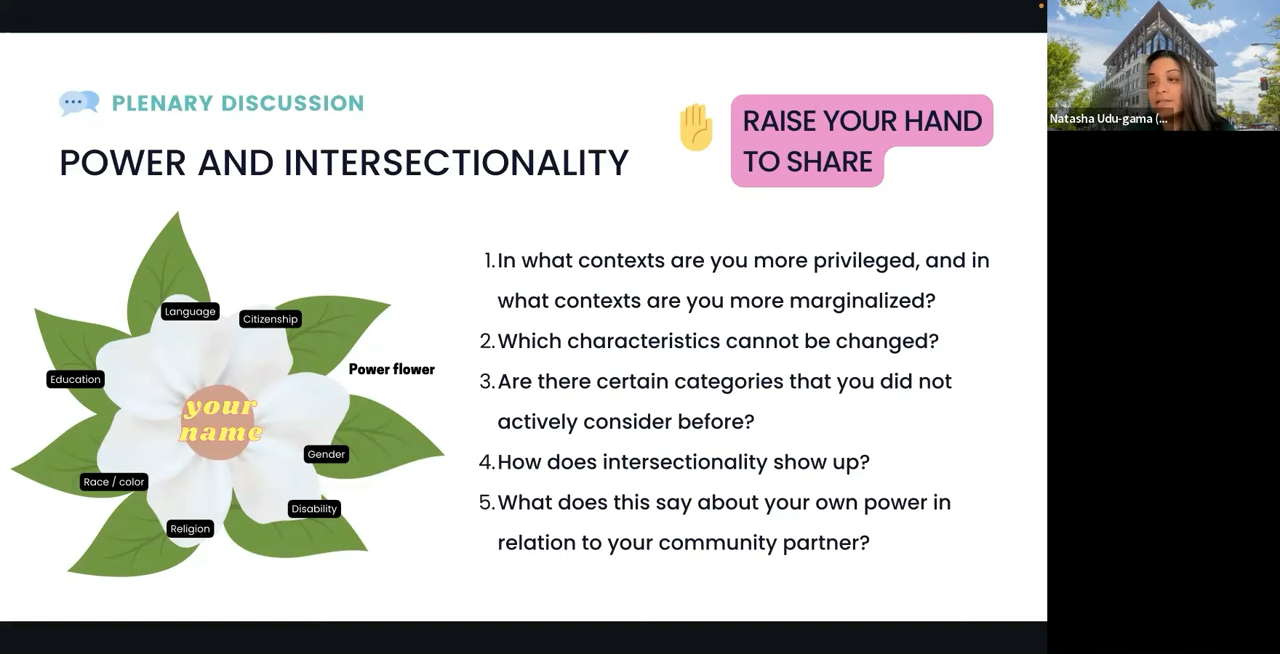 PLENARY DISCUSSION
POWER AND INTERSECTIONALITY
RAISE YOUR HAND
TO SHARE
Natasha Udu-gama (...
Language
Citizenship
Power flower
Education
your
name
Gender
Race / color
Disability
Religion
1. In what contexts are you more privileged, and in
what contexts are you more marginalized?
2. Which characteristics cannot be changed?
3. Are there certain categories that you did not
actively consider before?
4. How does intersectionality show up?
5. What does this say about your own power in
relation to your community partner?